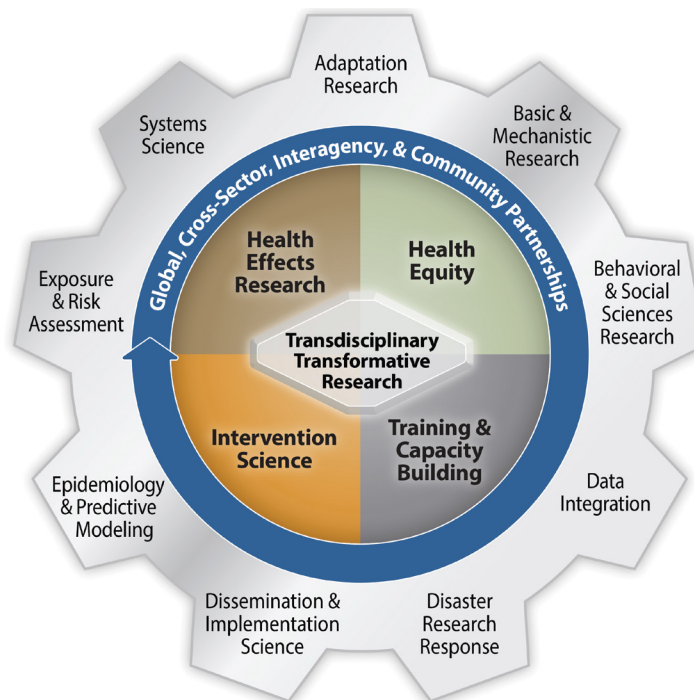 Adaptation
Research
Basic &
Mechanistic
Research
Behavioral
& Social
Sciences
Research
Data
Integration
Disaster
Research
Response
Dissemination &
Implementation
Science
Epidemiology
& Predictive
Modeling
Exposure
& Risk
Assessment
Systems
Science
Global, Cross-Sector, Interagency, & Community Partnerships
Health
Effects
Research
Health
Equity
Transdisciplinary
Transformative
Research
Intervention
Science
Training &
Capacity
Building